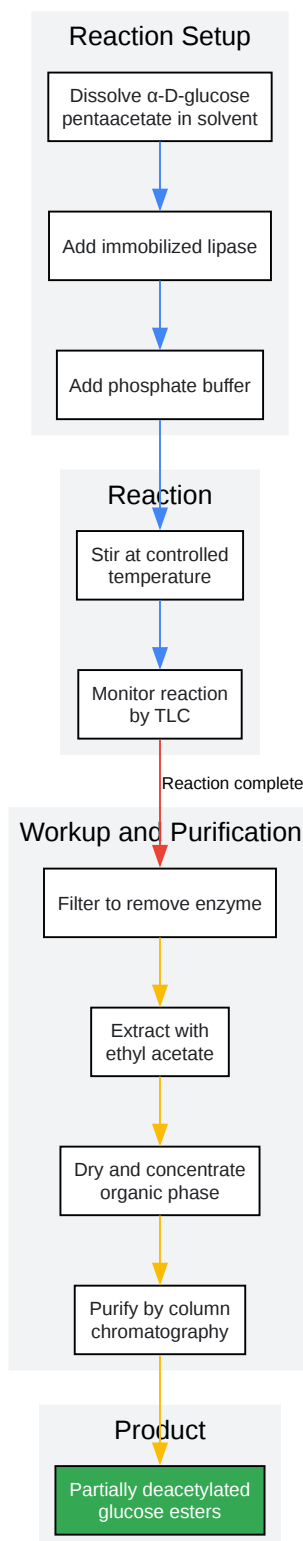 Reaction Setup
Dissolve α-D-glucose
pentaacetate in solvent
Add immobilized lipase
Add phosphate buffer
Reaction
Stir at controlled
temperature
Monitor reaction
by TLC
Reaction complete
Workup and Purification
Filter to remove enzyme
Extract with
ethyl acetate
Dry and concentrate
organic phase
Purify by column
chromatography
Product
Partially deacetylated
glucose esters